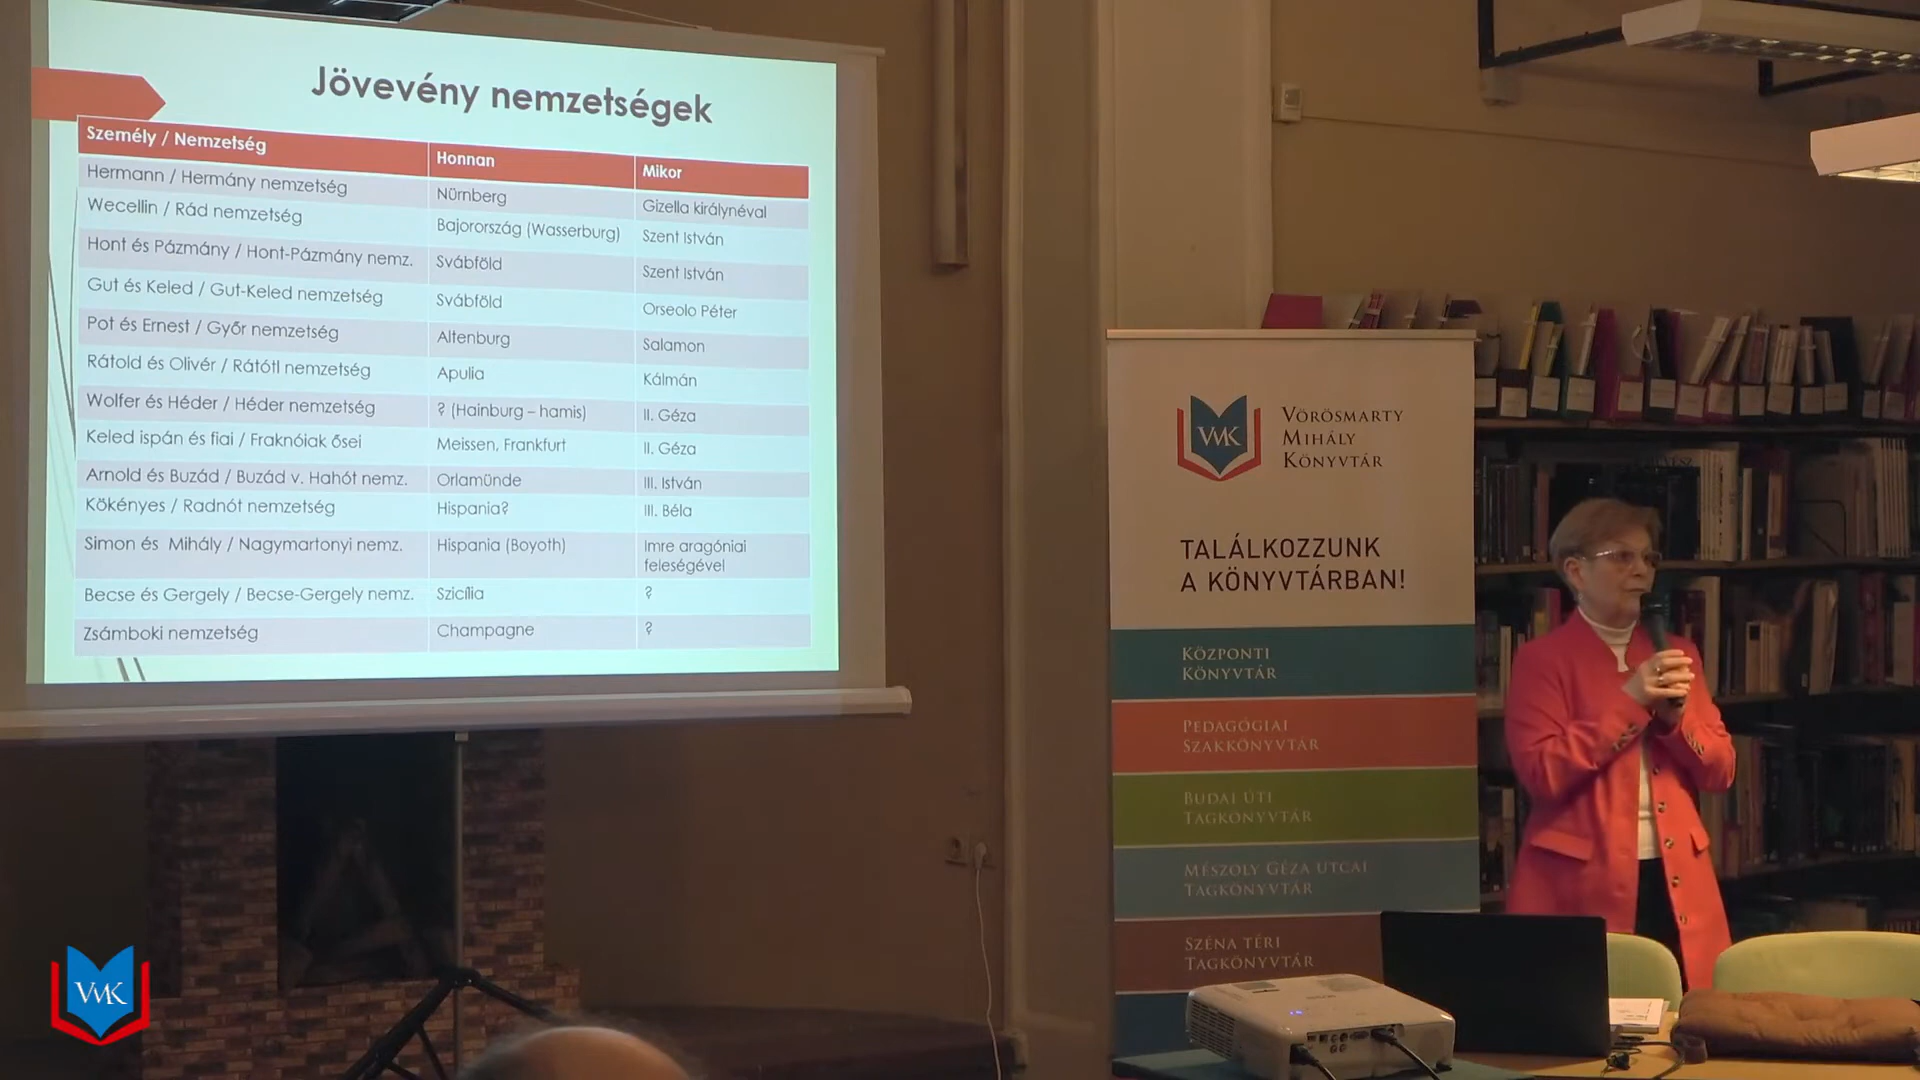 Jövevény nemzetségek
Személy / Nemzetség Honnan Mikor
Hermann / Hermány nemzetség Nürnberg Gizella királynéval
Wecellin / Rád nemzetség Bajorország (Wasserburg) Szent István
Hont és Pázmány / Hont-Pázmány nemz. Svábföld Szent István
Gut és Keled / Gut-Keled nemzetség Svábföld Orseolo Péter
Pot és Ernest / Győr nemzetség Altenburg Salamon
Rátold és Olivér / Rátótl nemzetség Apulia Kálmán
Wolfer és Héder / Héder nemzetség ? (Hainburg – hamis) II. Géza
Keled ispán és fiai / Fraknóiak ősei Meissen, Frankfurt II. Géza
Arnold és Buzád / Buzád v. Hahót nemz. Orlamünde III. István
Kökényes / Radnót nemzetség Hispania? III. Béla
Simon és Mihály / Nagymartonyi nemz. Hispania (Boyoth) Imre aragóniai
feleségével
Becse és Gergely / Becse-Gergely nemz. Szicília ?
Zsámboki nemzetség Champagne ?
VMK
VÖRÖSMARTY
MIHÁLY
KÖNYVTÁR
TALÁLKOZZUNK
A KÖNYVTÁRBAN!
KÖZPONTI
KÖNYVTÁR
PEDAGÓGIAI
SZAKKÖNYVTÁR
BUDAI ÚTI
TAGKÖNYVTÁR
MÉSZÖLY GÉZA UTCAI
TAGKÖNYVTÁR
SZÉNA TÉRI
TAGKÖNYVTÁR
VMK